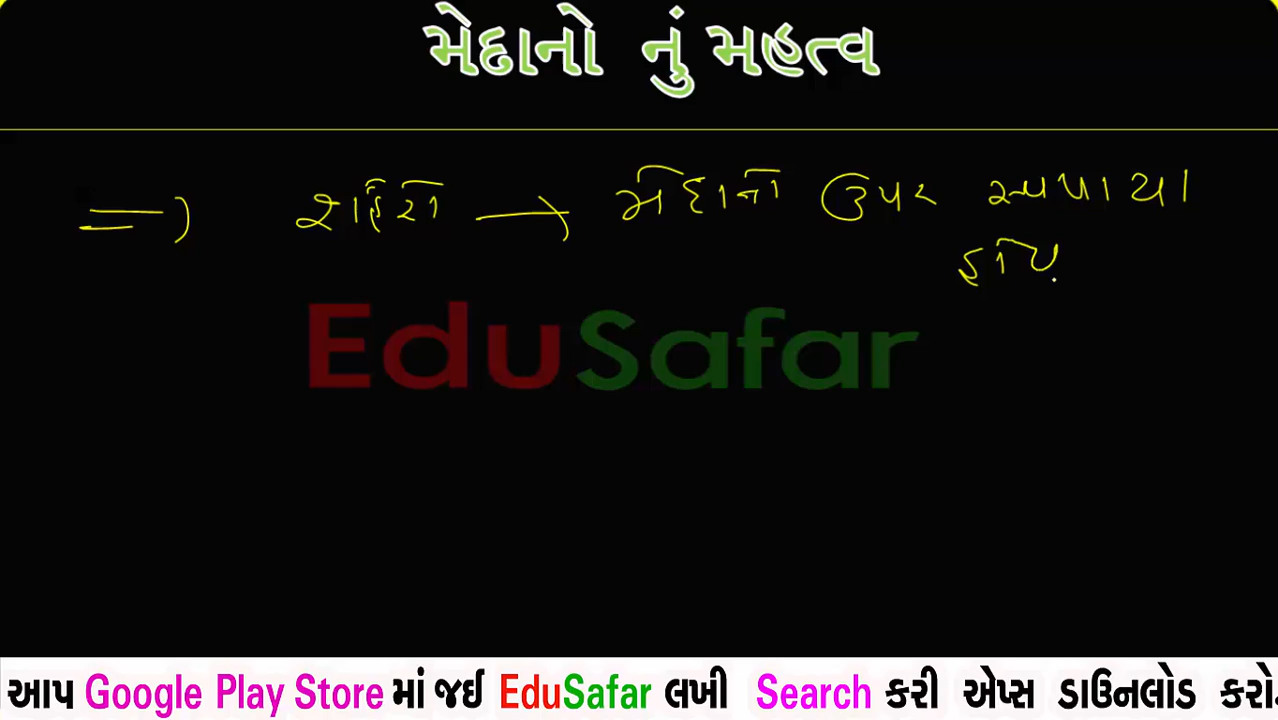 મેદાનો નું મહત્વ
=> શહેરો → મેદાનો ઉપર સ્થપાયા
હોય
EduSafar
આપ Google Play Store માં જઈ EduSafar લખી Search કરી એપ્સ ડાઉનલોડ કરો.